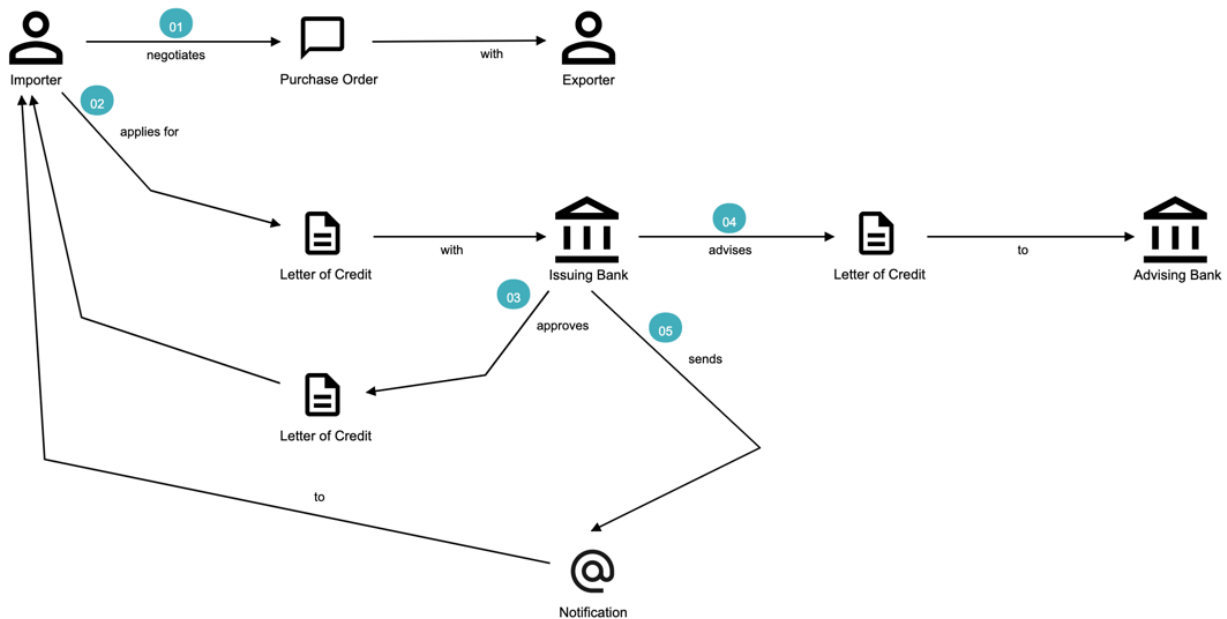 01
negotiates
with
Importer
Purchase Order
Exporter
02
applies for
04
with
advises
to
Letter of Credit
Issuing Bank
Letter of Credit
Advising Bank
03
approves
05
sends
Letter of Credit
to
Notification